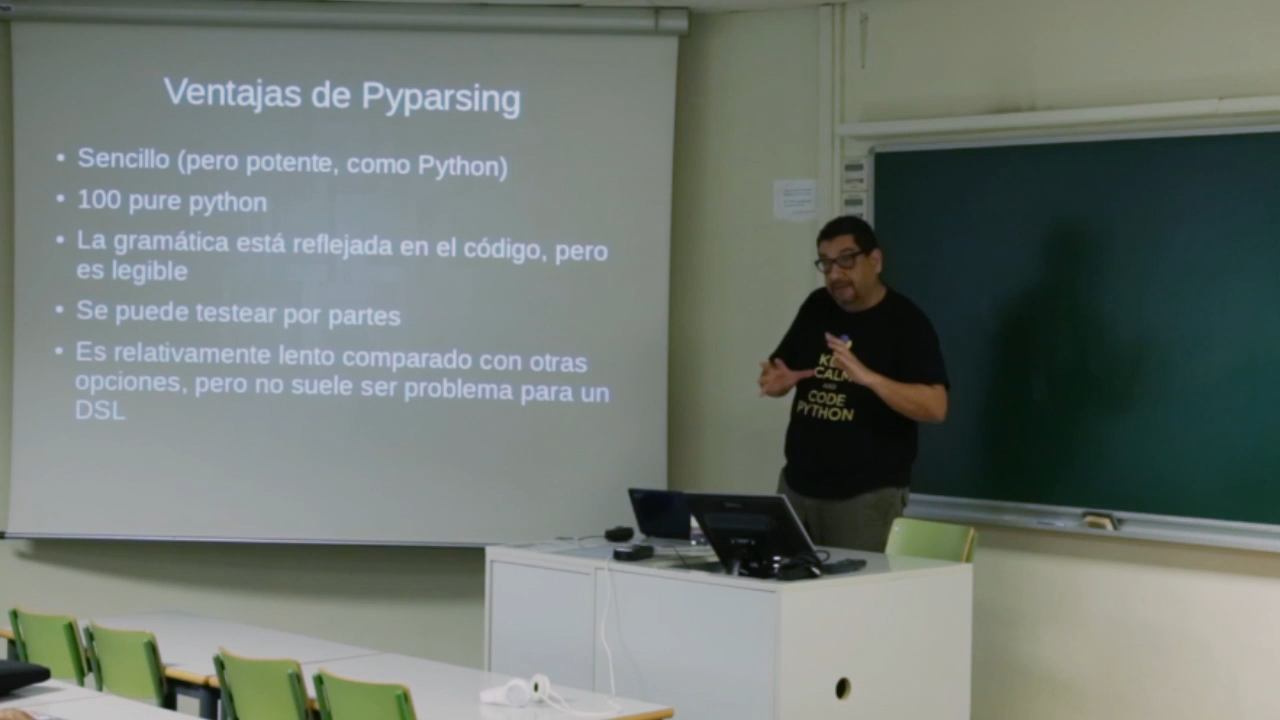 Ventajas de Pyparsing
• Sencillo (pero potente, como Python)
• 100 pure python
• La gramática está reflejada en el código, pero
es legible
• Se puede testear por partes
• Es relativamente lento comparado con otras
opciones, pero no suele ser problema para un
DSL
CALM
AND
CODE
PYTHON